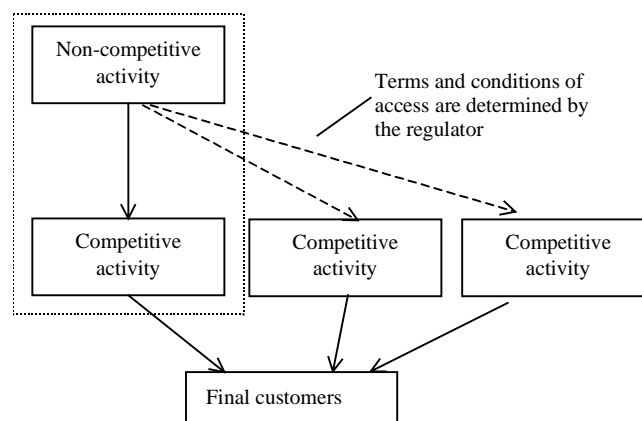 Non-competitive
activity
Terms and conditions of
access are determined by
the regulator
Competitive
activity
Competitive
activity
Competitive
activity
Final customers